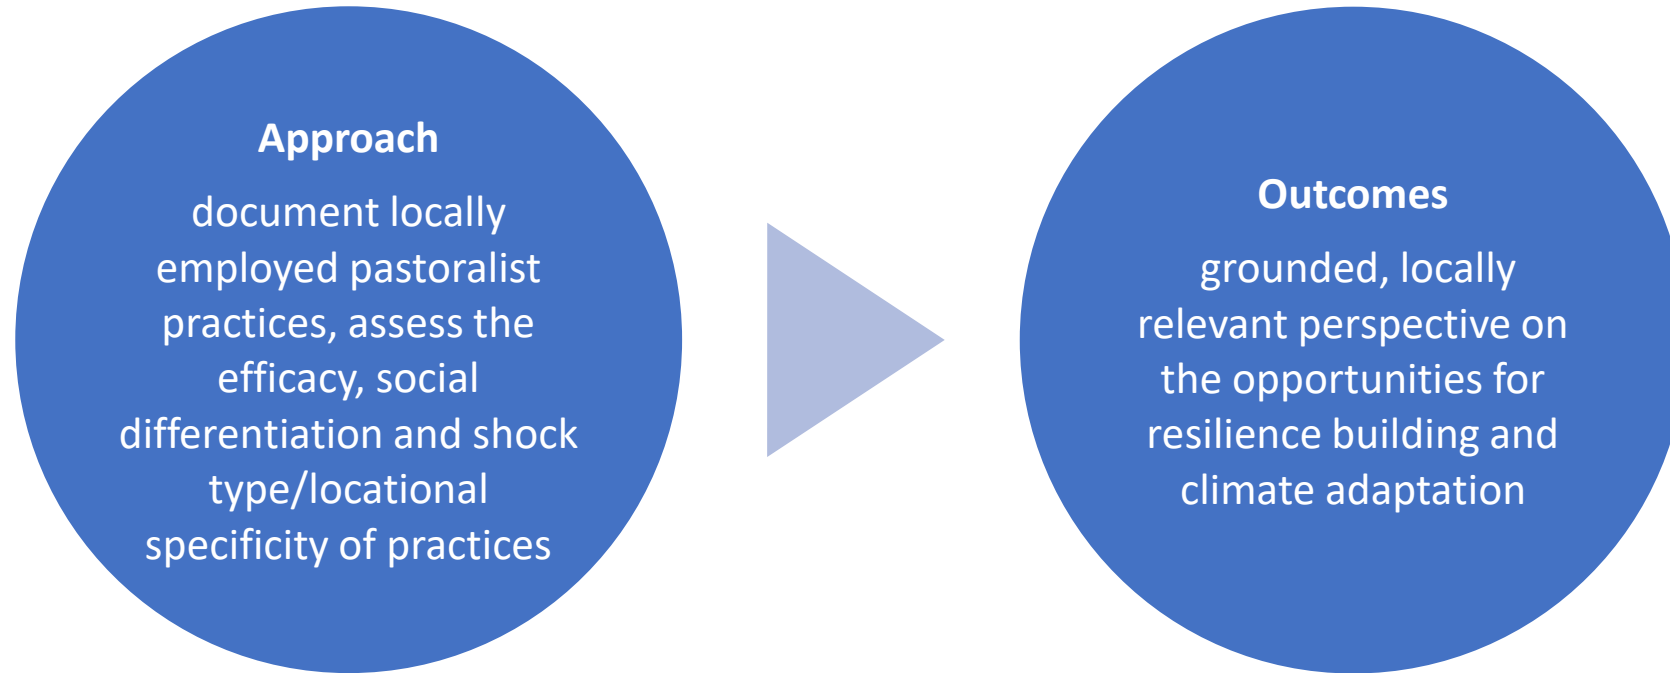 Approach
document locally
employed pastoralist
practices, assess the
efficacy, social
differentiation and shock
type/locational
specificity of practices
Outcomes
grounded, locally
relevant perspective on
the opportunities for
resilience building and
climate adaptation